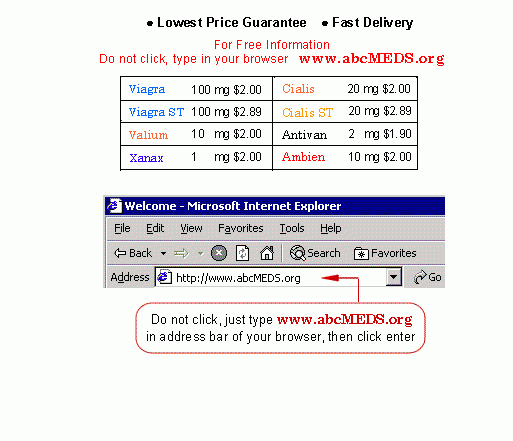 ● Lowest Price Guarantee ● Fast Delivery
For Free Information
Do not click, type in your browser www.abcMEDS.org
Viagra 100 mg $2.00 Cialis 20 mg $2.00
Viagra ST 100 mg $2.89 Cialis ST 20 mg $2.89
Valium 10 mg $2.00 Antivan 2 mg $1.90
Xanax 1 mg $2.00 Ambien 10 mg $2.00
Welcome - Microsoft Internet Explorer
File Edit View Favorites Tools Help
Back Search Favorites
Address http://www.abcMEDS.org Go
Do not click, just type www.abcMEDS.org
in address bar of your browser, then click enter